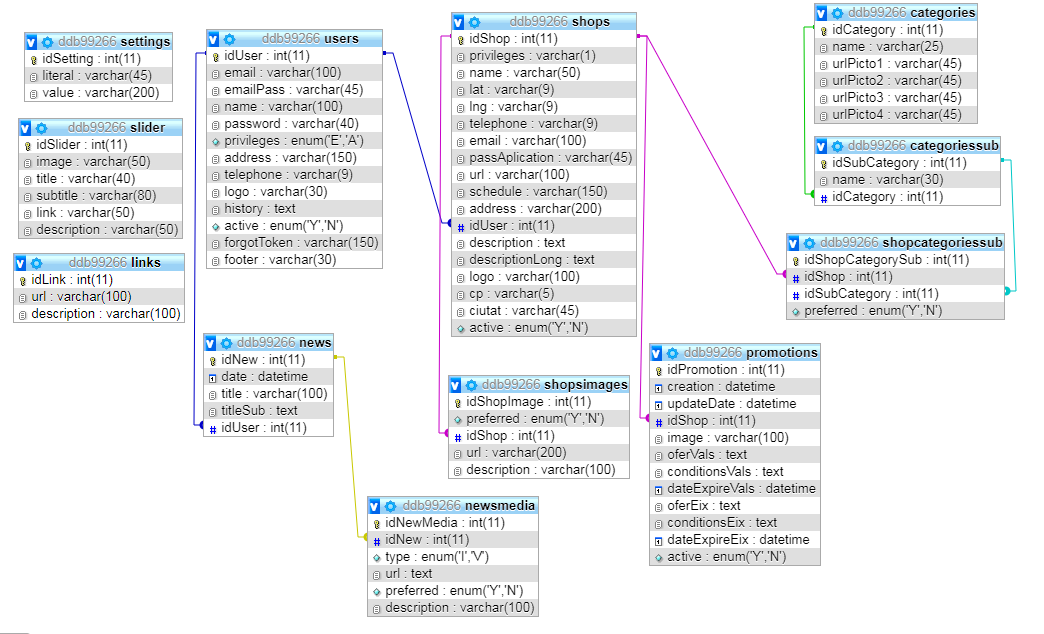 ddb99266 settings
idSetting : int(11)
literal : varchar(45)
value : varchar(200)
ddb99266 slider
idSlider : int(11)
image : varchar(50)
title : varchar(40)
subtitle : varchar(80)
link : varchar(50)
description : varchar(50)
ddb99266 links
idLink : int(11)
url : varchar(100)
description : varchar(100)
ddb99266 users
idUser : int(11)
email : varchar(100)
emailPass : varchar(45)
name : varchar(100)
password : varchar(40)
privileges : enum('E','A')
address : varchar(150)
telephone : varchar(9)
logo : varchar(30)
history : text
active : enum('Y','N')
forgotToken : varchar(150)
footer : varchar(30)
ddb99266 news
idNew : int(11)
date : datetime
title : varchar(100)
titleSub : text
idUser : int(11)
ddb99266 shops
idShop : int(11)
privileges : varchar(1)
name : varchar(50)
lat : varchar(9)
lng : varchar(9)
telephone : varchar(9)
email : varchar(100)
passAplication : varchar(45)
url : varchar(100)
schedule : varchar(150)
address : varchar(200)
idUser : int(11)
description : text
descriptionLong : text
logo : varchar(100)
cp : varchar(5)
ciutat : varchar(45)
active : enum('Y','N')
ddb99266 shopsimages
idShopImage : int(11)
preferred : enum('Y','N')
idShop : int(11)
url : varchar(200)
description : varchar(100)
ddb99266 newsmedia
idNewMedia : int(11)
idNew : int(11)
type : enum('I','V')
url : text
preferred : enum('Y','N')
description : varchar(100)
ddb99266 categories
idCategory : int(11)
name : varchar(25)
urlPicto1 : varchar(45)
urlPicto2 : varchar(45)
urlPicto3 : varchar(45)
urlPicto4 : varchar(45)
ddb99266 categoriessub
idSubCategory : int(11)
name : varchar(30)
idCategory : int(11)
ddb99266 shopcategoriessub
idShopCategorySub : int(11)
idShop : int(11)
idSubCategory : int(11)
preferred : enum('Y','N')
ddb99266 promotions
idPromotion : int(11)
creation : datetime
updateDate : datetime
idShop : int(11)
image : varchar(100)
oferVals : text
conditionsVals : text
dateExpireVals : datetime
oferEix : text
conditionsEix : text
dateExpireEix : datetime
active : enum('Y','N')